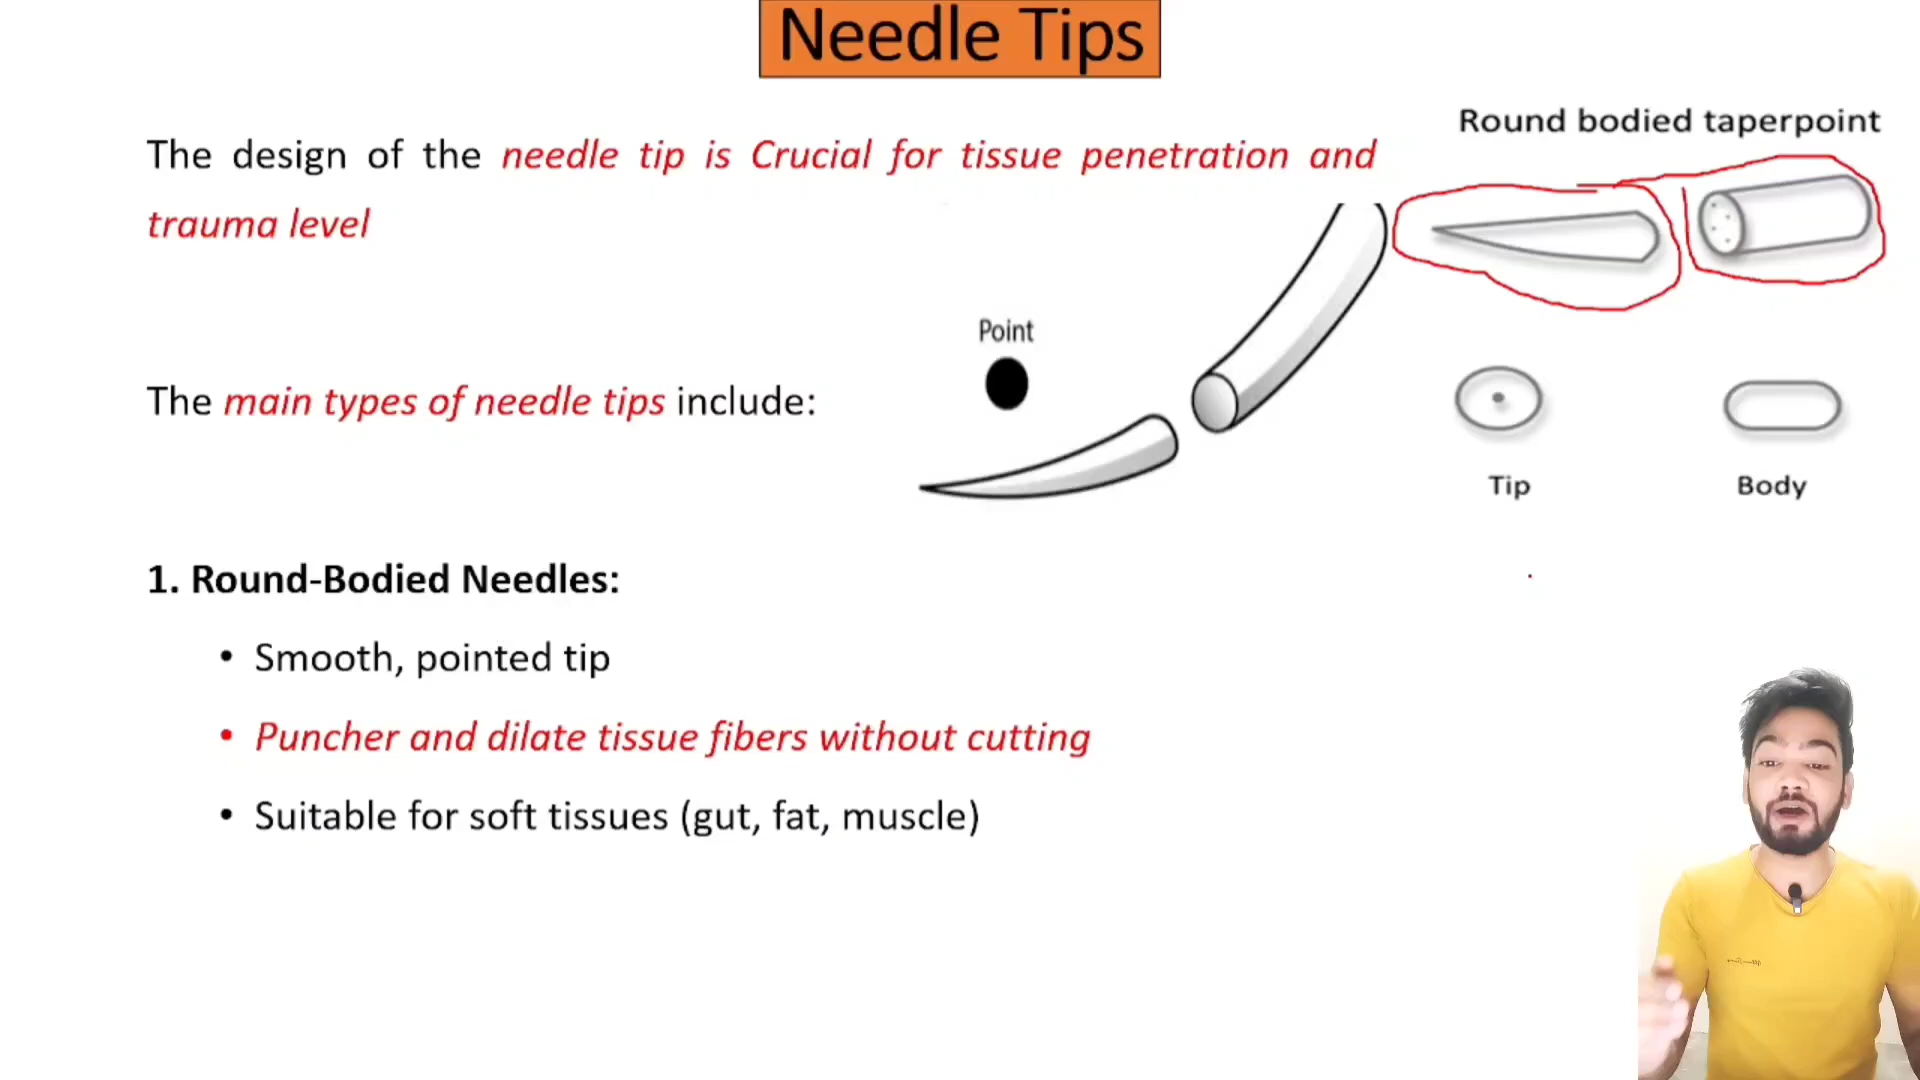 Needle Tips
Round bodied taperpoint
The design of the needle tip is Crucial for tissue penetration and
trauma level
Point
The main types of needle tips include:
Tip
Body
1. Round-Bodied Needles:
• Smooth, pointed tip
• Puncher and dilate tissue fibers without cutting
• Suitable for soft tissues (gut, fat, muscle)